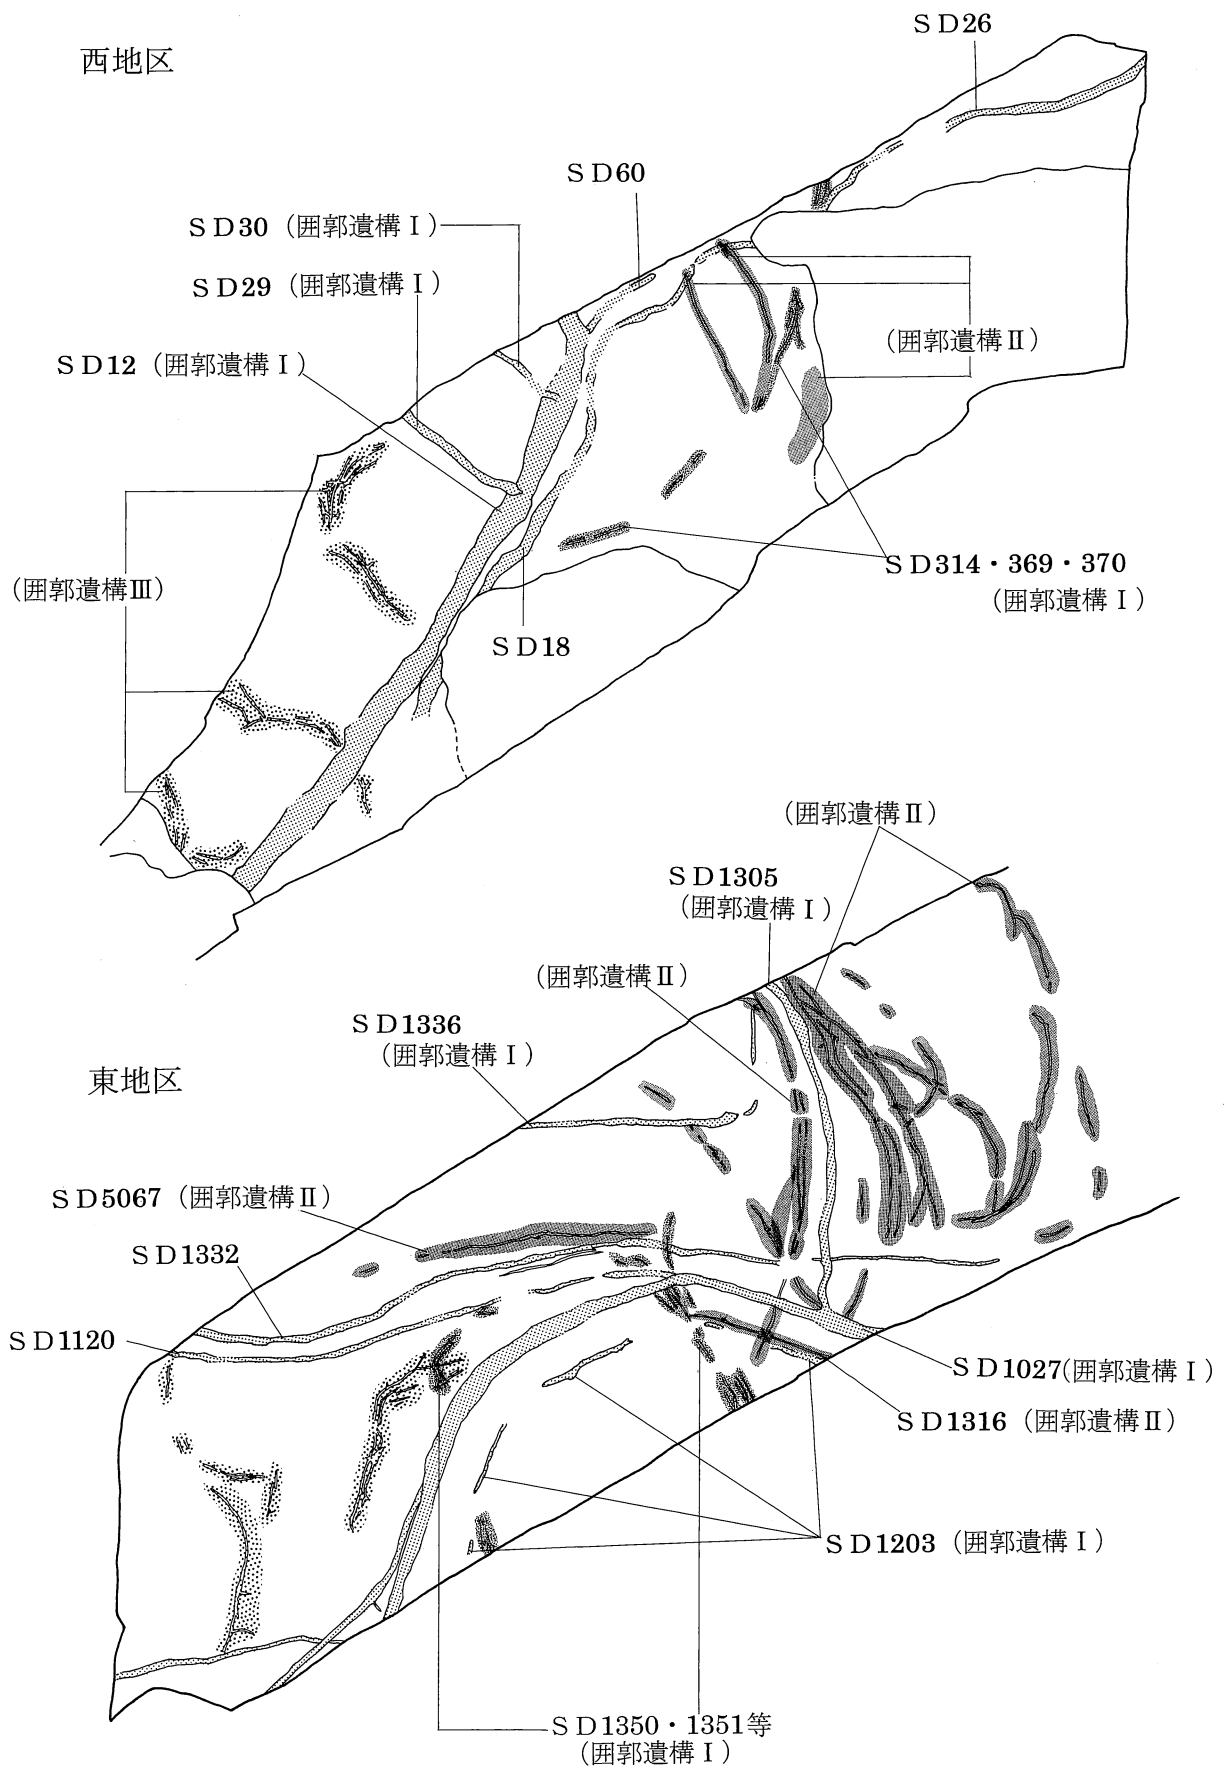 西地区
SD26
SD60
SD30（囲郭遺構Ⅰ）
SD29（囲郭遺構Ⅰ）
SD12（囲郭遺構Ⅰ）
（囲郭遺構Ⅱ）
（囲郭遺構Ⅲ）
SD314・369・370
（囲郭遺構Ⅰ）
SD18
（囲郭遺構Ⅱ）
SD1305
（囲郭遺構Ⅰ）
（囲郭遺構Ⅱ）
SD1336
（囲郭遺構Ⅰ）
東地区
SD5067（囲郭遺構Ⅱ）
SD1332
SD1120
SD1027（囲郭遺構Ⅰ）
SD1316（囲郭遺構Ⅱ）
SD1203（囲郭遺構Ⅰ）
SD1350・1351等
（囲郭遺構Ⅰ）